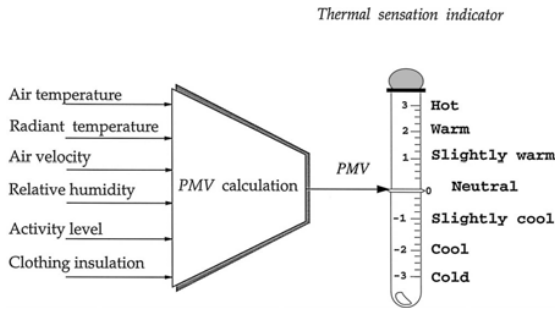 Thermal sensation indicator
Air temperature
Radiant temperature
Air velocity
Relative humidity
Activity level
Clothing insulation
PMV calculation
PMV
3 Hot
2 Warm
1 Slightly warm
0 Neutral
-1 Slightly cool
-2 Cool
-3 Cold